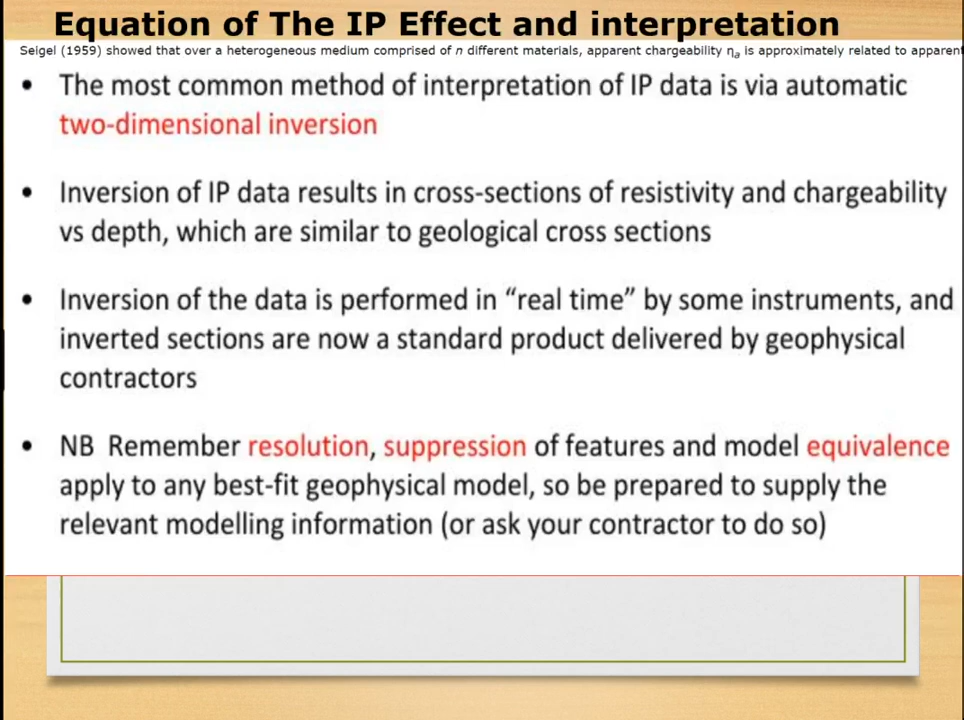 Equation of The IP Effect and interpretation
Seigel (1959) showed that over a heterogeneous medium comprised of n different materials, apparent chargeability ηa is approximately related to apparent
• The most common method of interpretation of IP data is via automatic
two-dimensional inversion
• Inversion of IP data results in cross-sections of resistivity and chargeability
vs depth, which are similar to geological cross sections
• Inversion of the data is performed in “real time” by some instruments, and
inverted sections are now a standard product delivered by geophysical
contractors
• NB Remember resolution, suppression of features and model equivalence
apply to any best-fit geophysical model, so be prepared to supply the
relevant modelling information (or ask your contractor to do so)